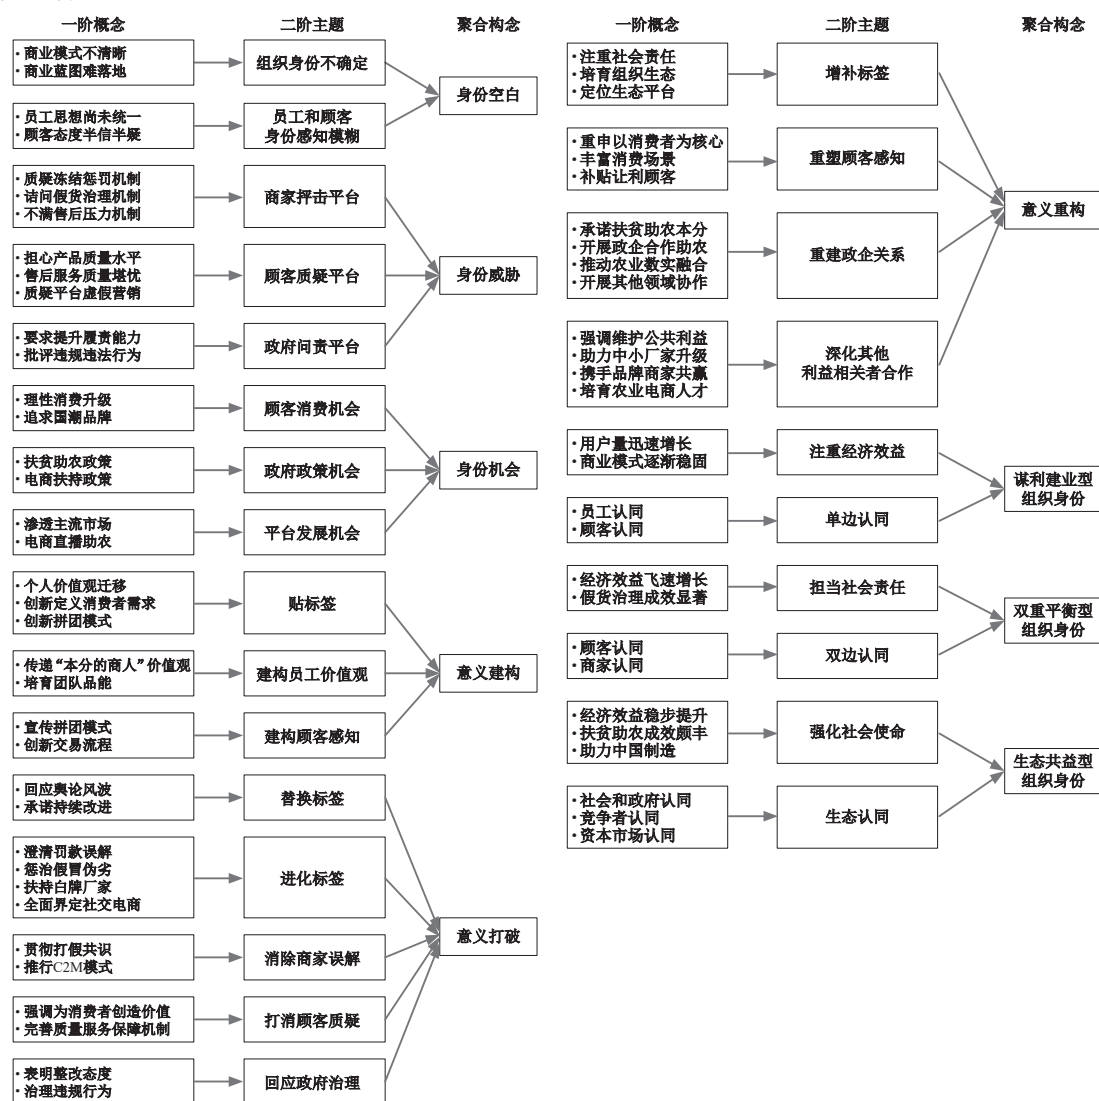 一阶概念
二阶主题
聚合构念
· 商业模式不清晰
· 商业蓝图难落地
组织身份不确定
· 员工思想尚未统一
· 顾客态度半信半疑
员工和顾客
身份感知模糊
身份空白
· 质疑冻结惩罚机制
· 诘问假货治理机制
· 不满售后压力机制
商家抨击平台
· 担心产品质量水平
· 售后服务质量堪忧
· 质疑平台虚假营销
顾客质疑平台
· 要求提升履责能力
· 批评违规违法行为
政府问责平台
身份威胁
· 理性消费升级
· 追求国潮品牌
顾客消费机会
· 扶贫助农政策
· 电商扶持政策
政府政策机会
· 渗透主流市场
· 电商直播助农
平台发展机会
身份机会
· 个人价值观迁移
· 创新定义消费者需求
· 创新拼团模式
贴标签
· 传递“本分的商人”价值观
· 培育团队品能
建构员工价值观
· 宣传拼团模式
· 创新交易流程
建构顾客感知
意义建构
· 回应舆论风波
· 承诺持续改进
替换标签
· 澄清罚款误解
· 惩治假冒伪劣
· 扶持白牌厂家
· 全面界定社交电商
进化标签
· 贯彻打假共识
· 推行C2M模式
消除商家误解
· 强调为消费者创造价值
· 完善质量服务保障机制
打消顾客质疑
· 表明整改态度
· 治理违规行为
回应政府治理
意义打破
一阶概念
二阶主题
聚合构念
· 注重社会责任
· 培育组织生态
· 定位生态平台
增补标签
· 重申以消费者为核心
· 丰富消费场景
· 补贴让利顾客
重塑顾客感知
· 承诺扶贫助农本分
· 开展政企合作助农
· 推动农业数实融合
· 开展其他领域协作
重建政企关系
· 强调维护公共利益
· 助力中小厂家升级
· 携手品牌商家共赢
· 培育农业电商人才
深化其他
利益相关者合作
意义重构
· 用户量迅速增长
· 商业模式逐渐稳固
注重经济效益
· 员工认同
· 顾客认同
单边认同
谋利建业型
组织身份
· 经济效益飞速增长
· 假货治理成效显著
担当社会责任
· 顾客认同
· 商家认同
双边认同
双重平衡型
组织身份
· 经济效益稳步提升
· 扶贫助农成效颇丰
· 助力中国制造
强化社会使命
· 社会和政府认同
· 竞争者认同
· 资本市场认同
生态认同
生态共益型
组织身份